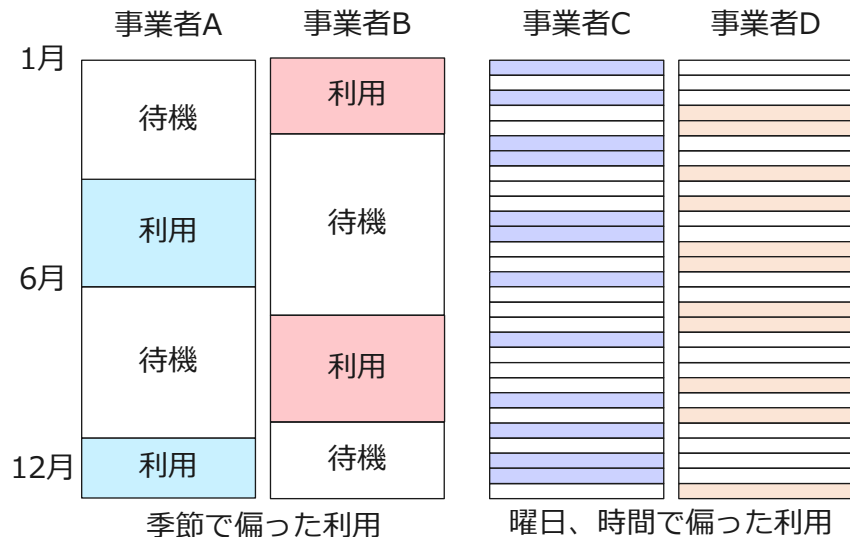 事業者A
事業者B
事業者C
事業者D
1月
6月
12月
待機
利用
待機
利用
利用
待機
利用
待機
季節で偏った利用
曜日、時間で偏った利用